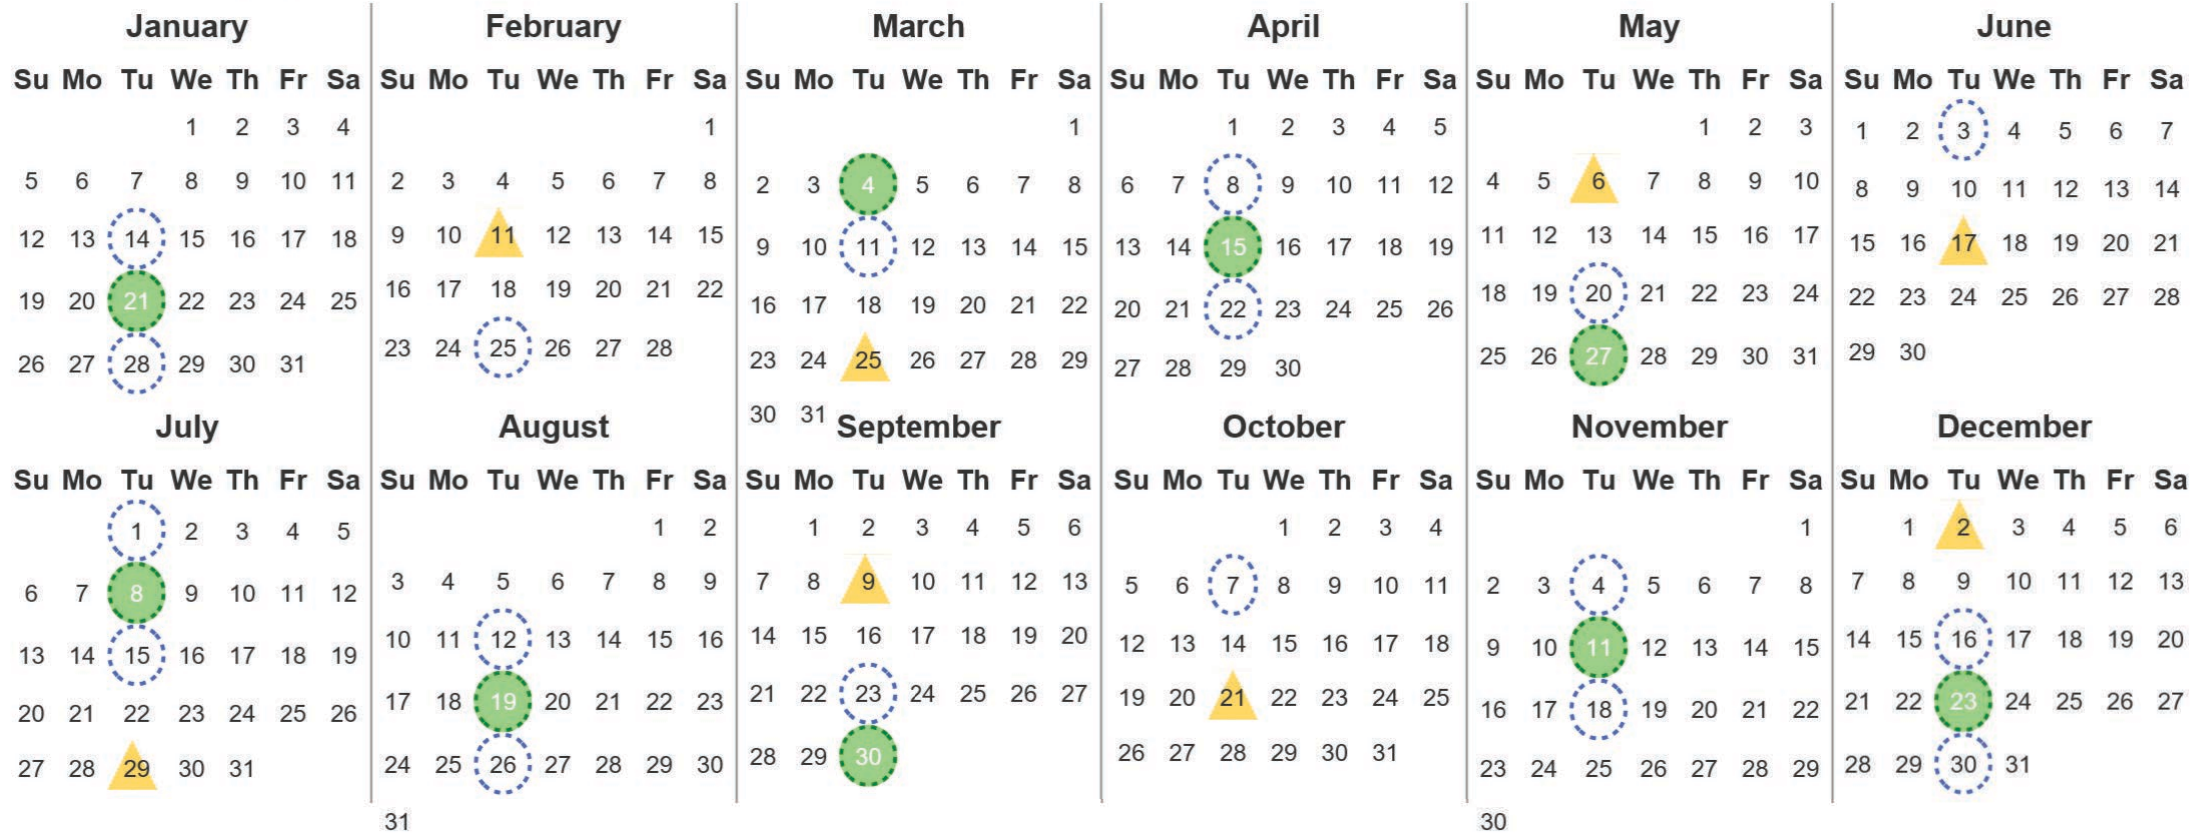 January
Su Mo Tu We Th Fr Sa
1 2 3 4
5 6 7 8 9 10 11
12 13 14 15 16 17 18
19 20 21 22 23 24 25
26 27 28 29 30 31
February
Su Mo Tu We Th Fr Sa
1
2 3 4 5 6 7 8
9 10 11 12 13 14 15
16 17 18 19 20 21 22
23 24 25 26 27 28
March
Su Mo Tu We Th Fr Sa
1
2 3 4 5 6 7 8
9 10 11 12 13 14 15
16 17 18 19 20 21 22
23 24 25 26 27 28 29
30 31
April
Su Mo Tu We Th Fr Sa
1 2 3 4 5
6 7 8 9 10 11 12
13 14 15 16 17 18 19
20 21 22 23 24 25 26
27 28 29 30
May
Su Mo Tu We Th Fr Sa
1 2 3
4 5 6 7 8 9 10
11 12 13 14 15 16 17
18 19 20 21 22 23 24
25 26 27 28 29 30 31
June
Su Mo Tu We Th Fr Sa
1 2 3 4 5 6 7
8 9 10 11 12 13 14
15 16 17 18 19 20 21
22 23 24 25 26 27 28
29 30
July
Su Mo Tu We Th Fr Sa
1 2 3 4 5
6 7 8 9 10 11 12
13 14 15 16 17 18 19
20 21 22 23 24 25 26
27 28 29 30 31
August
Su Mo Tu We Th Fr Sa
1 2
3 4 5 6 7 8 9
10 11 12 13 14 15 16
17 18 19 20 21 22 23
24 25 26 27 28 29 30
31
September
Su Mo Tu We Th Fr Sa
1 2 3 4 5 6
7 8 9 10 11 12 13
14 15 16 17 18 19 20
21 22 23 24 25 26 27
28 29 30
October
Su Mo Tu We Th Fr Sa
1 2 3 4
5 6 7 8 9 10 11
12 13 14 15 16 17 18
19 20 21 22 23 24 25
26 27 28 29 30 31
November
Su Mo Tu We Th Fr Sa
1
2 3 4 5 6 7 8
9 10 11 12 13 14 15
16 17 18 19 20 21 22
23 24 25 26 27 28 29
30
December
Su Mo Tu We Th Fr Sa
1 2 3 4 5 6
7 8 9 10 11 12 13
14 15 16 17 18 19 20
21 22 23 24 25 26 27
28 29 30 31